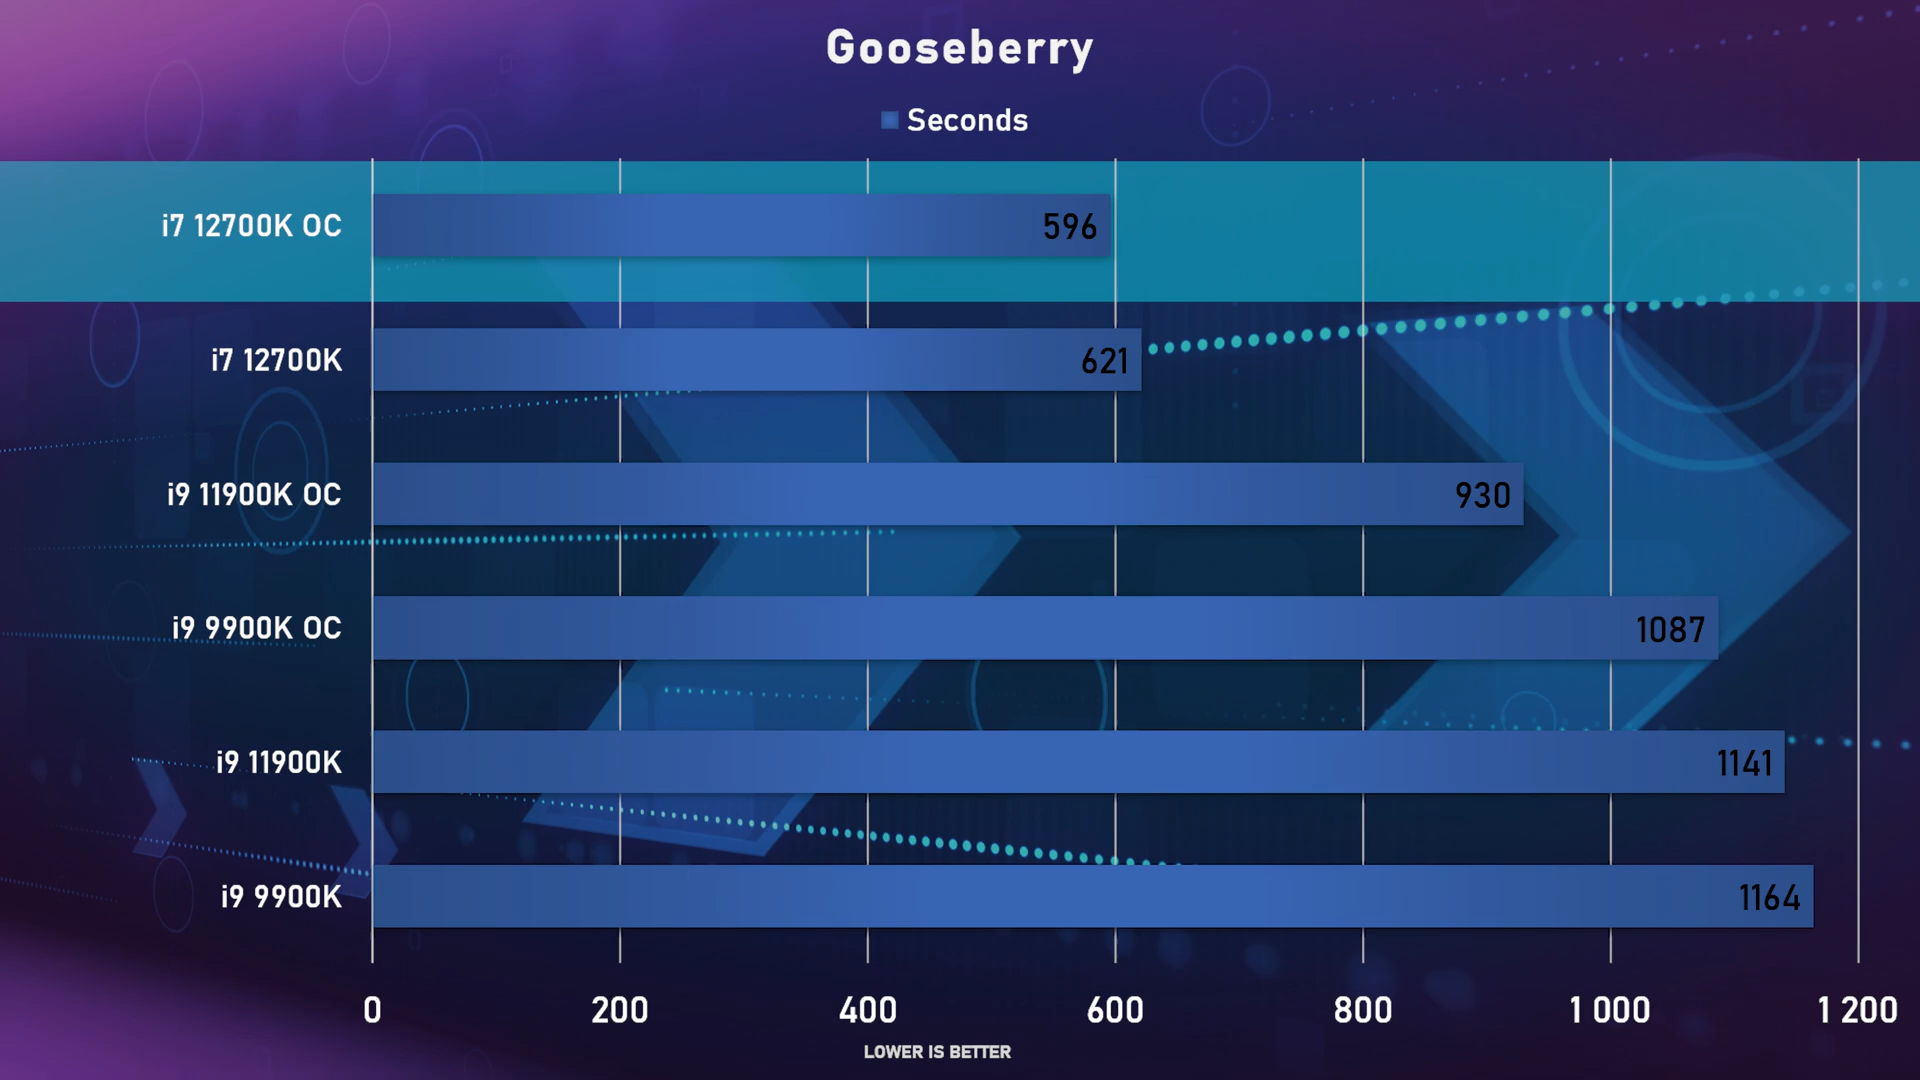 Gooseberry
Seconds
i7 12700K OC 596
i7 12700K 621
i9 11900K OC 930
i9 9900K OC 1087
i9 11900K 1141
i9 9900K 1164
0 200 400 600 800 1 000 1 200
LOWER IS BETTER